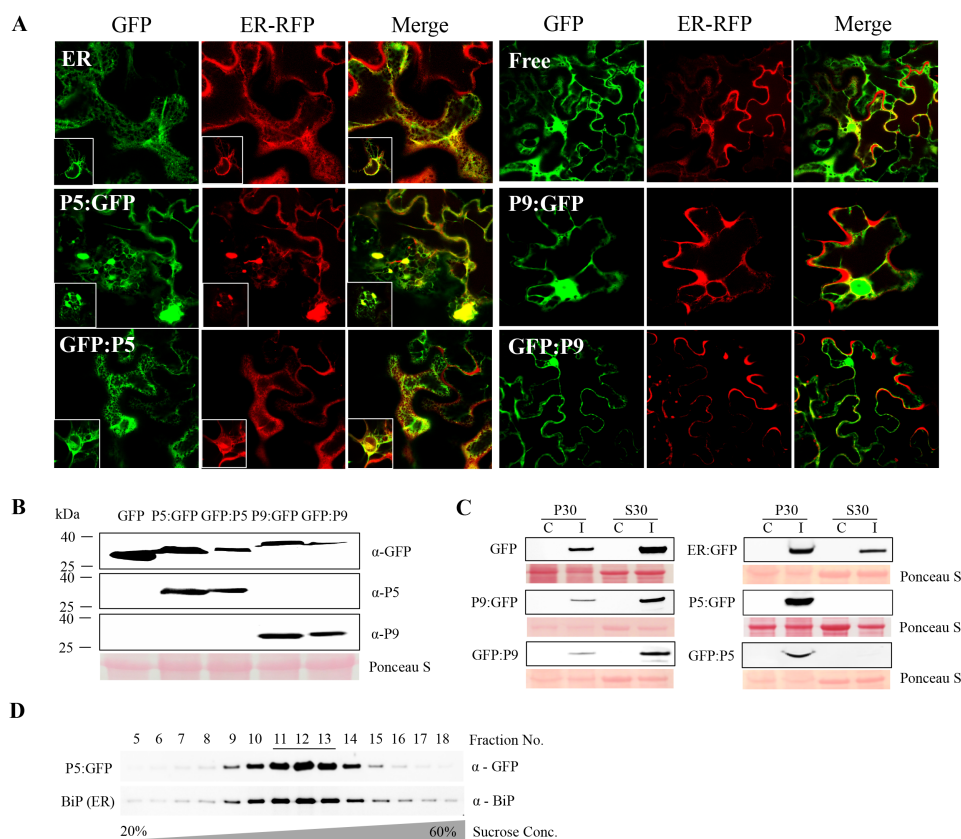 A
GFP ER-RFP Merge GFP ER-RFP Merge
ER Free
P5:GFP P9:GFP
GFP:P5 GFP:P9
B
kDa GFP P5:GFP GFP:P5 P9:GFP GFP:P9
40
α-GFP
25
40
α-P5
25
40
α-P9
25
Ponceau S
C
P30 S30 P30 S30
C I C I C I C I
GFP ER:GFP
Ponceau S
P9:GFP P5:GFP
Ponceau S
GFP:P9 GFP:P5
Ponceau S
D
5 6 7 8 9 10 11 12 13 14 15 16 17 18 Fraction No.
P5:GFP α - GFP
BiP (ER) α - BiP
20% 60% Sucrose Conc.